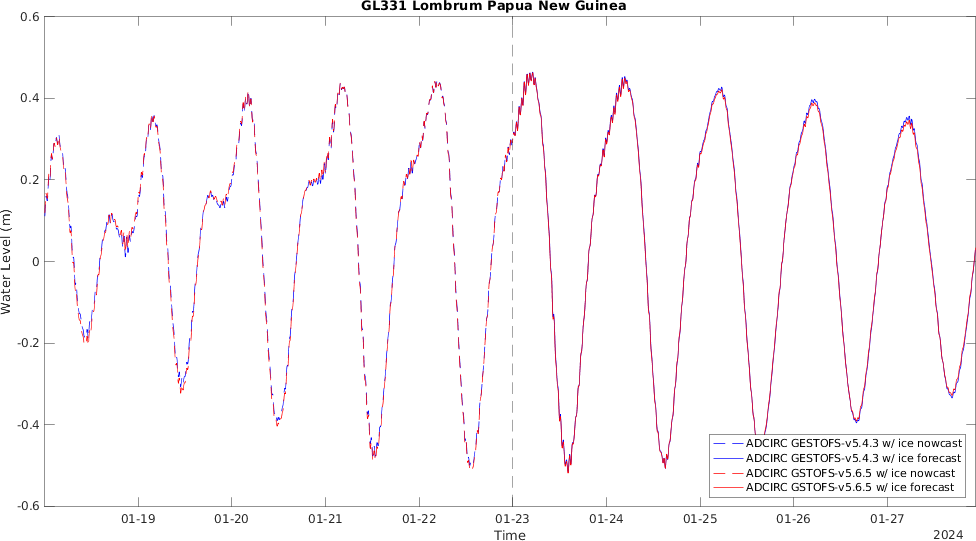 GL331 Lombrum Papua New Guinea
0.6
0.4
0.2
0
-0.2
-0.4
-0.6
Water Level (m)
01-19
01-20
01-21
01-22
01-23
01-24
01-25
01-26
01-27
Time
2024
ADCIRC GESTOFS-v5.4.3 w/ ice nowcast
ADCIRC GESTOFS-v5.4.3 w/ ice forecast
ADCIRC GSTOFS-v5.6.5 w/ ice nowcast
ADCIRC GSTOFS-v5.6.5 w/ ice forecast